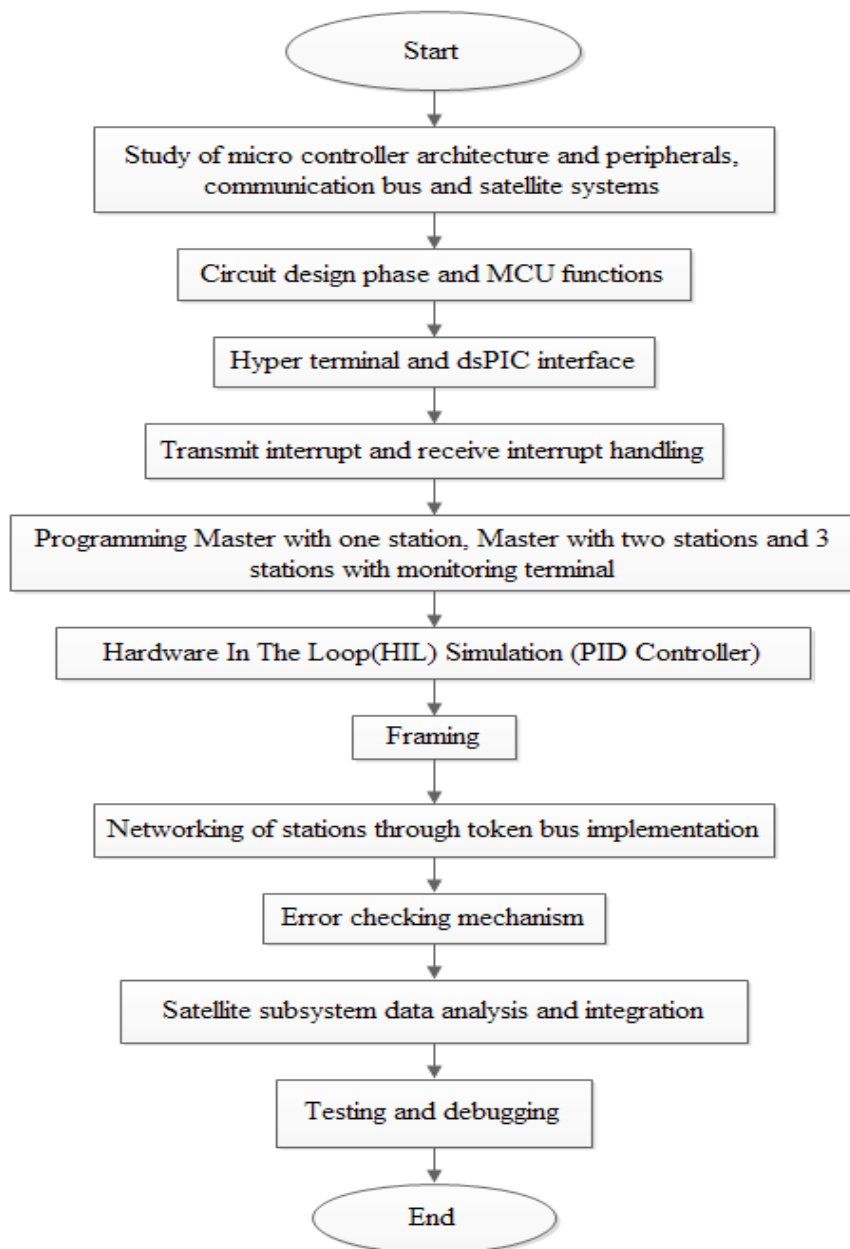 Start
Study of micro controller architecture and peripherals,
communication bus and satellite systems
Circuit design phase and MCU functions
Hyper terminal and dsPIC interface
Transmit interrupt and receive interrupt handling
Programming Master with one station, Master with two stations and 3
stations with monitoring terminal
Hardware In The Loop(HIL) Simulation (PID Controller)
Framing
Networking of stations through token bus implementation
Error checking mechanism
Satellite subsystem data analysis and integration
Testing and debugging
End